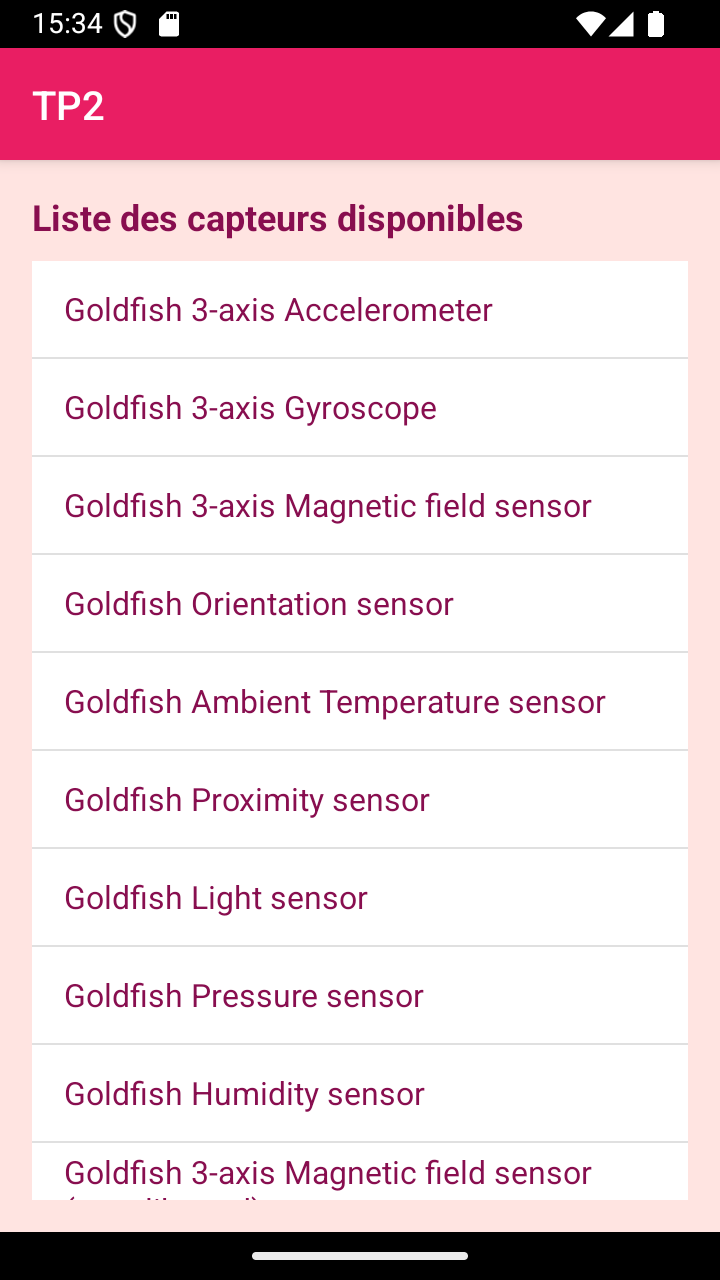 15:34
TP2
Liste des capteurs disponibles
Goldfish 3-axis Accelerometer
Goldfish 3-axis Gyroscope
Goldfish 3-axis Magnetic field sensor
Goldfish Orientation sensor
Goldfish Ambient Temperature sensor
Goldfish Proximity sensor
Goldfish Light sensor
Goldfish Pressure sensor
Goldfish Humidity sensor
Goldfish 3-axis Magnetic field sensor